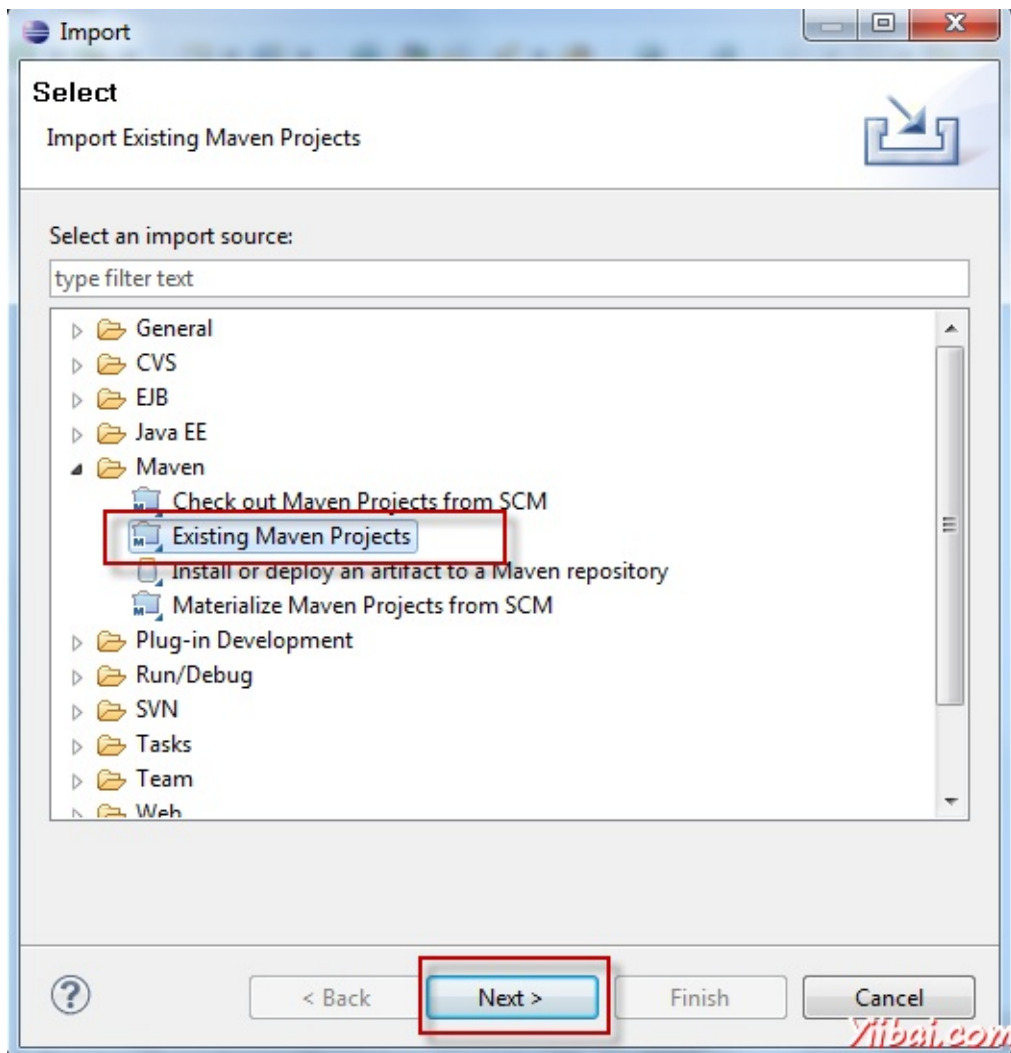 Import
Select
Import Existing Maven Projects
Select an import source:
type filter text
General
CVS
EJB
Java EE
Maven
Check out Maven Projects from SCM
Existing Maven Projects
Install or deploy an artifact to a Maven repository
Materialize Maven Projects from SCM
Plug-in Development
Run/Debug
SVN
Tasks
Team
Web
< Back
Next >
Finish
Cancel
Yiibai.com